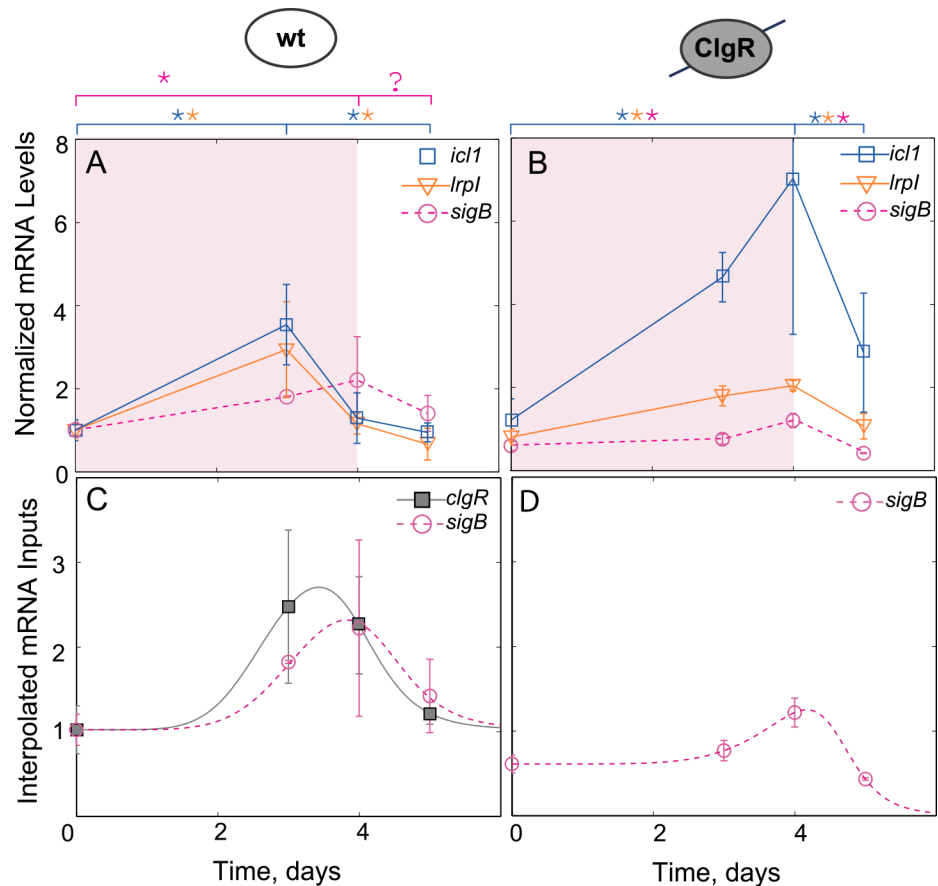 wt
ClgR
* ?
** **
*** ***
Normalized mRNA Levels
A
icl1
lrpI
sigB
8
6
4
2
0
B
icl1
lrpI
sigB
Interpolated mRNA Inputs
C
clgR
sigB
3
2
1
0 2 4
Time, days
D
sigB
0 2 4
Time, days